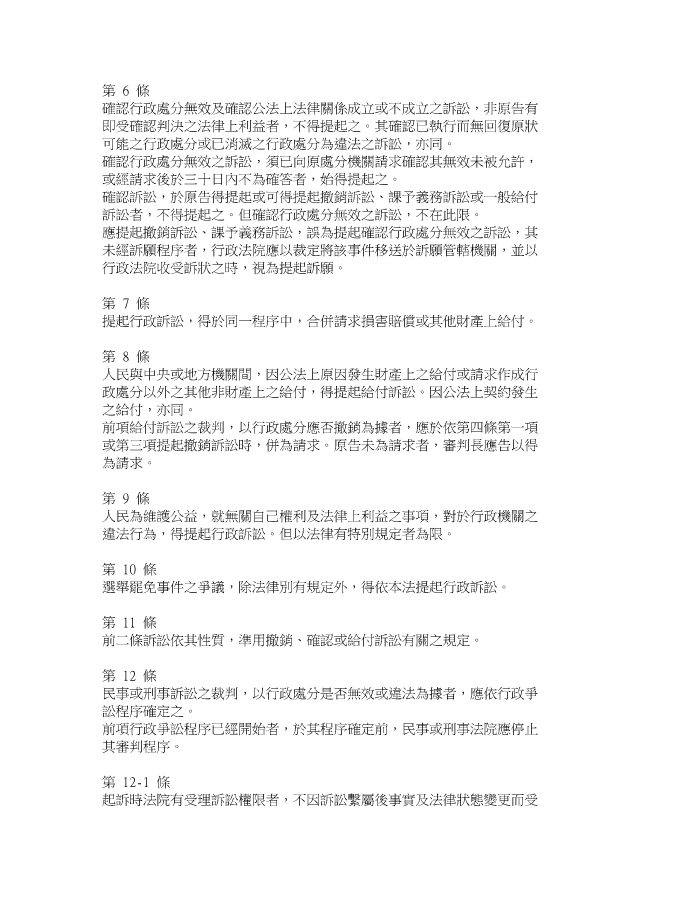 第 6 條
確認行政處分無效及確認公法上法律關係成立或不成立之訴訟，非原告有
即受確認判決之法律上利益者，不得提起之。其確認已執行而無回復原狀
可能之行政處分或已消滅之行政處分為違法之訴訟，亦同。
確認行政處分無效之訴訟，須已向原處分機關請求確認其無效未被允許，
或經請求後於三十日內不為確答者，始得提起之。
確認訴訟，於原告得提起或可得提起撤銷訴訟、課予義務訴訟或一般給付
訴訟者，不得提起之。但確認行政處分無效之訴訟，不在此限。
應提起撤銷訴訟、課予義務訴訟，誤為提起確認行政處分無效之訴訟，其
未經訴願程序者，行政法院應以裁定將該事件移送於訴願管轄機關，並以
行政法院收受訴狀之時，視為提起訴願。
第 7 條
提起行政訴訟，得於同一程序中，合併請求損害賠償或其他財產上給付。
第 8 條
人民與中央或地方機關間，因公法上原因發生財產上之給付或請求作成行
政處分以外之其他非財產上之給付，得提起給付訴訟。因公法上契約發生
之給付，亦同。
前項給付訴訟之裁判，以行政處分應否撤銷為據者，應於依第四條第一項
或第三項提起撤銷訴訟時，併為請求。原告未為請求者，審判長應告以得
為請求。
第 9 條
人民為維護公益，就無關自己權利及法律上利益之事項，對於行政機關之
違法行為，得提起行政訴訟。但以法律有特別規定者為限。
第 10 條
選舉罷免事件之爭議，除法律別有規定外，得依本法提起行政訴訟。
第 11 條
前二條訴訟依其性質，準用撤銷、確認或給付訴訟有關之規定。
第 12 條
民事或刑事訴訟之裁判，以行政處分是否無效或違法為據者，應依行政爭
訟程序確定之。
前項行政爭訟程序已經開始者，於其程序確定前，民事或刑事法院應停止
其審判程序。
第 12-1 條
起訴時法院有受理訴訟權限者，不因訴訟繫屬後事實及法律狀態變更而受